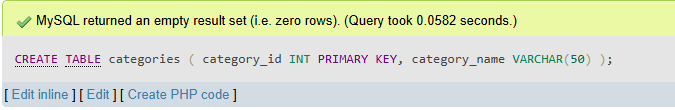 MySQL returned an empty result set (i.e. zero rows). (Query took 0.0582 seconds.)
CREATE TABLE categories ( category_id INT PRIMARY KEY, category_name VARCHAR(50) );
[ Edit inline ] [ Edit ] [ Create PHP code ]